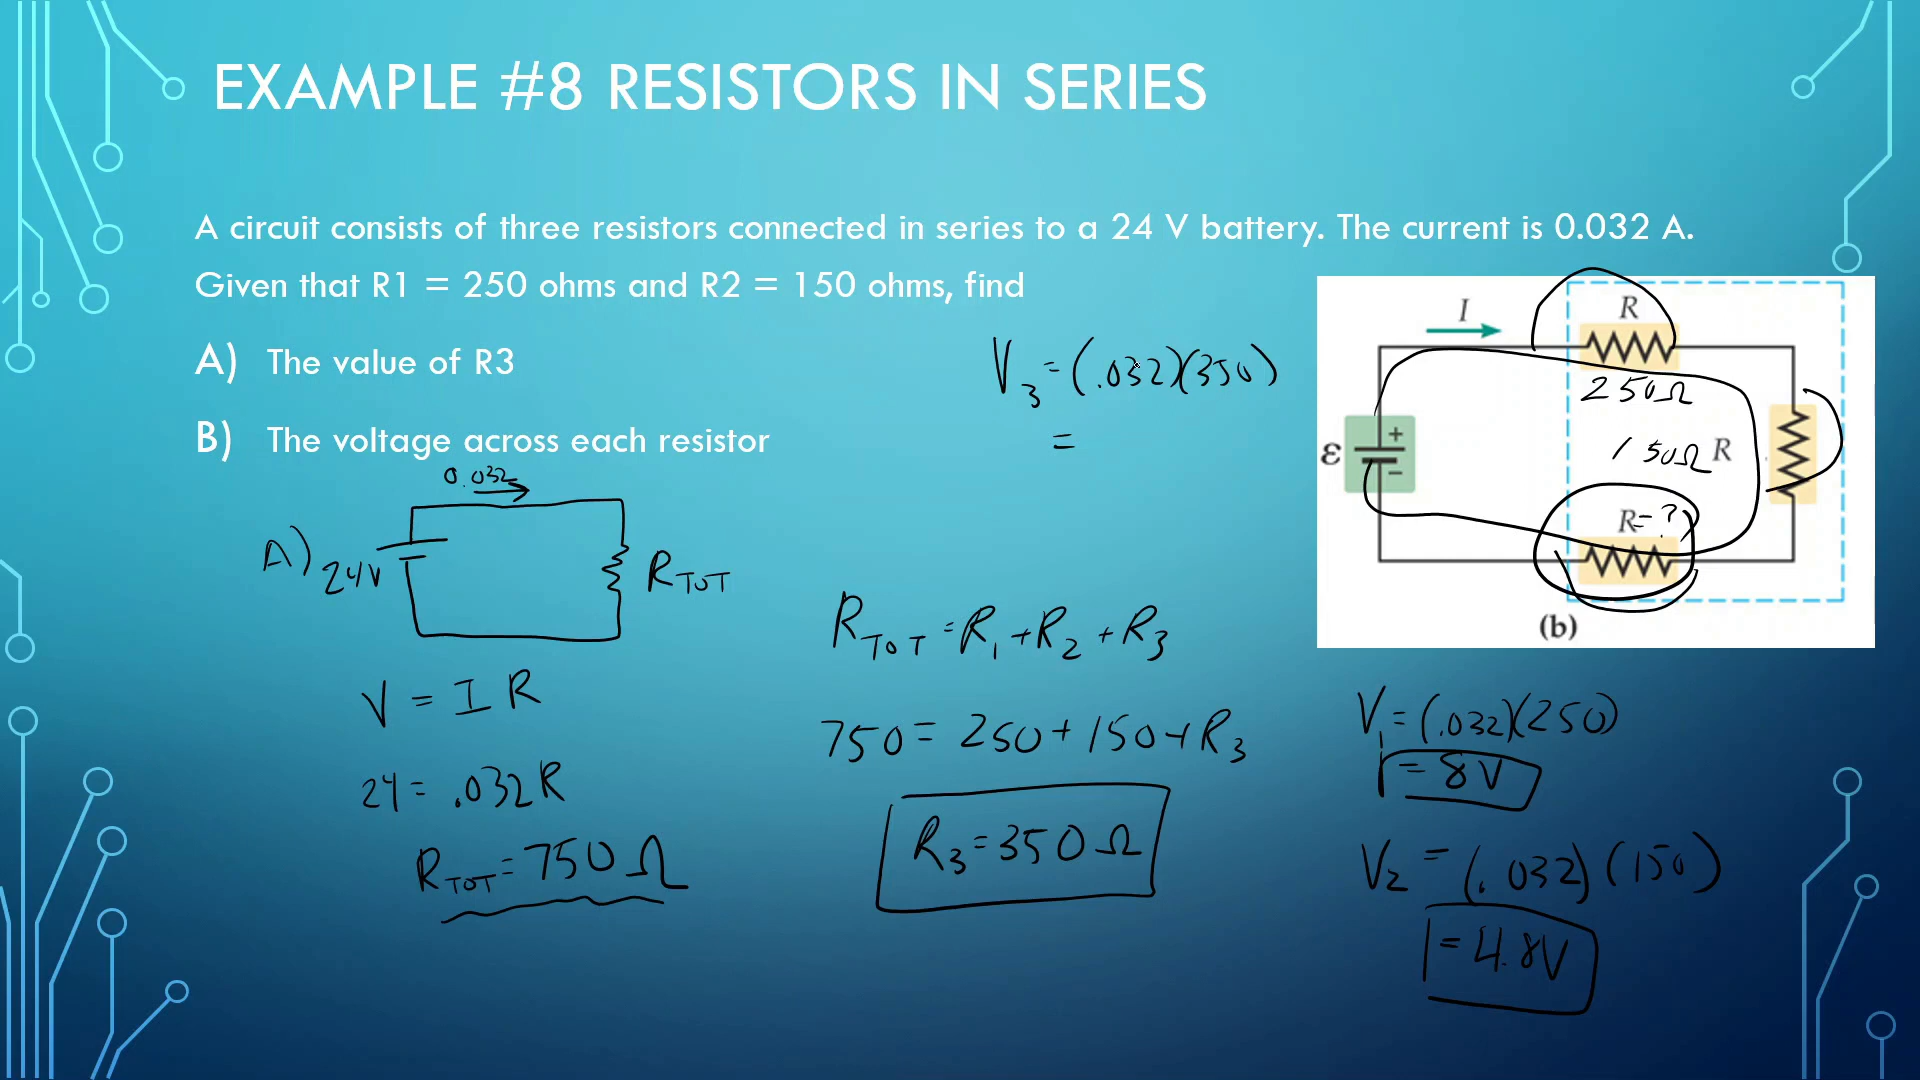 EXAMPLE #8 RESISTORS IN SERIES
A circuit consists of three resistors connected in series to a 24 V battery. The current is 0.032 A.
Given that R1 = 250 ohms and R2 = 150 ohms, find
A) The value of R3
B) The voltage across each resistor
V3 = (.032)(350)
=
I
R
250Ω
150Ω R
ε
+
-
R=?
(b)
0.032
A) 24V
RTOT
V = I R
24 = .032R
RTOT = 750Ω
RTOT = R1 + R2 + R3
750 = 250 + 150 + R3
R3 = 350Ω
V1 = (.032)(250)
= 8V
V2 = (.032)(150)
= 4.8V